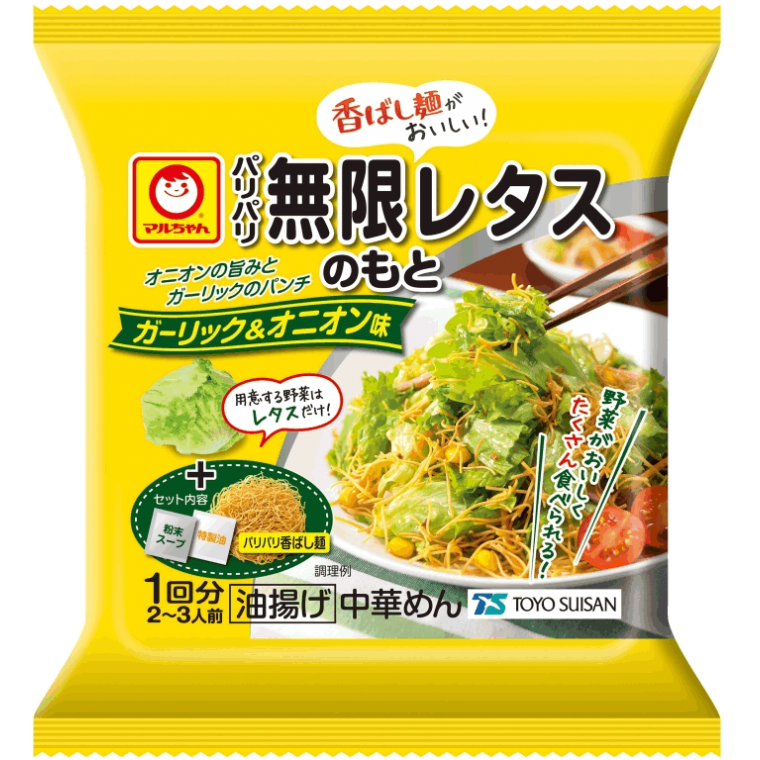 香ばし麺が
おいしい!
マルちゃん®
パリパリ
無限レタス
のもと
オニオンの旨みと
ガーリックのパンチ
ガーリック&オニオン味
用意する野菜は
レタスだけ!
+
セット内容
粉末
スープ
特製油
パリパリ香ばし麺
野菜がおいしく
たくさん食べられる!
調理例
1回分
2〜3人前
油揚げ中華めん
TS TOYO SUISAN